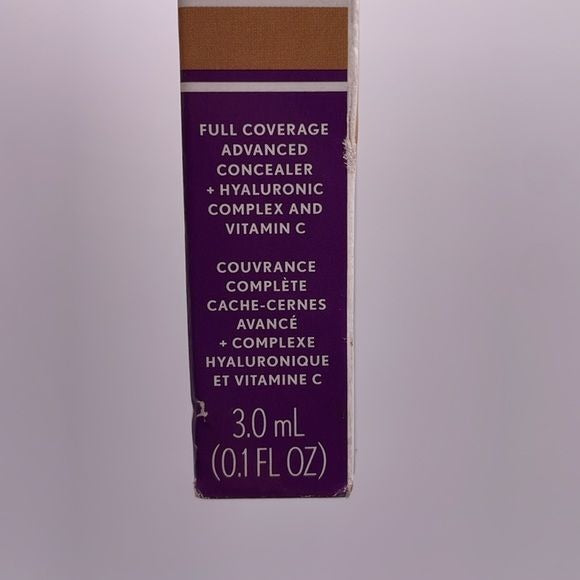 FULL COVERAGE
ADVANCED
CONCEALER
+ HYALURONIC
COMPLEX AND
VITAMIN C
COUVRANCE
COMPLÈTE
CACHE-CERNES
AVANCÉ
+ COMPLEXE
HYALURONIQUE
ET VITAMINE C
3.0 mL
(0.1 FL OZ)